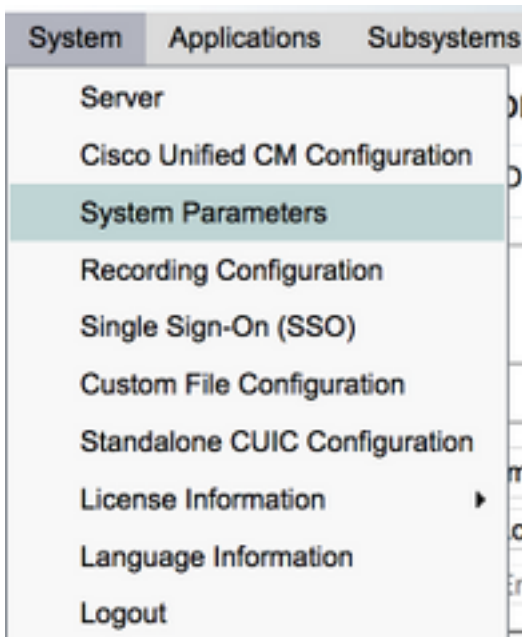 System Applications Subsystems
Server
Cisco Unified CM Configuration
System Parameters
Recording Configuration
Single Sign-On (SSO)
Custom File Configuration
Standalone CUIC Configuration
License Information
Language Information
Logout